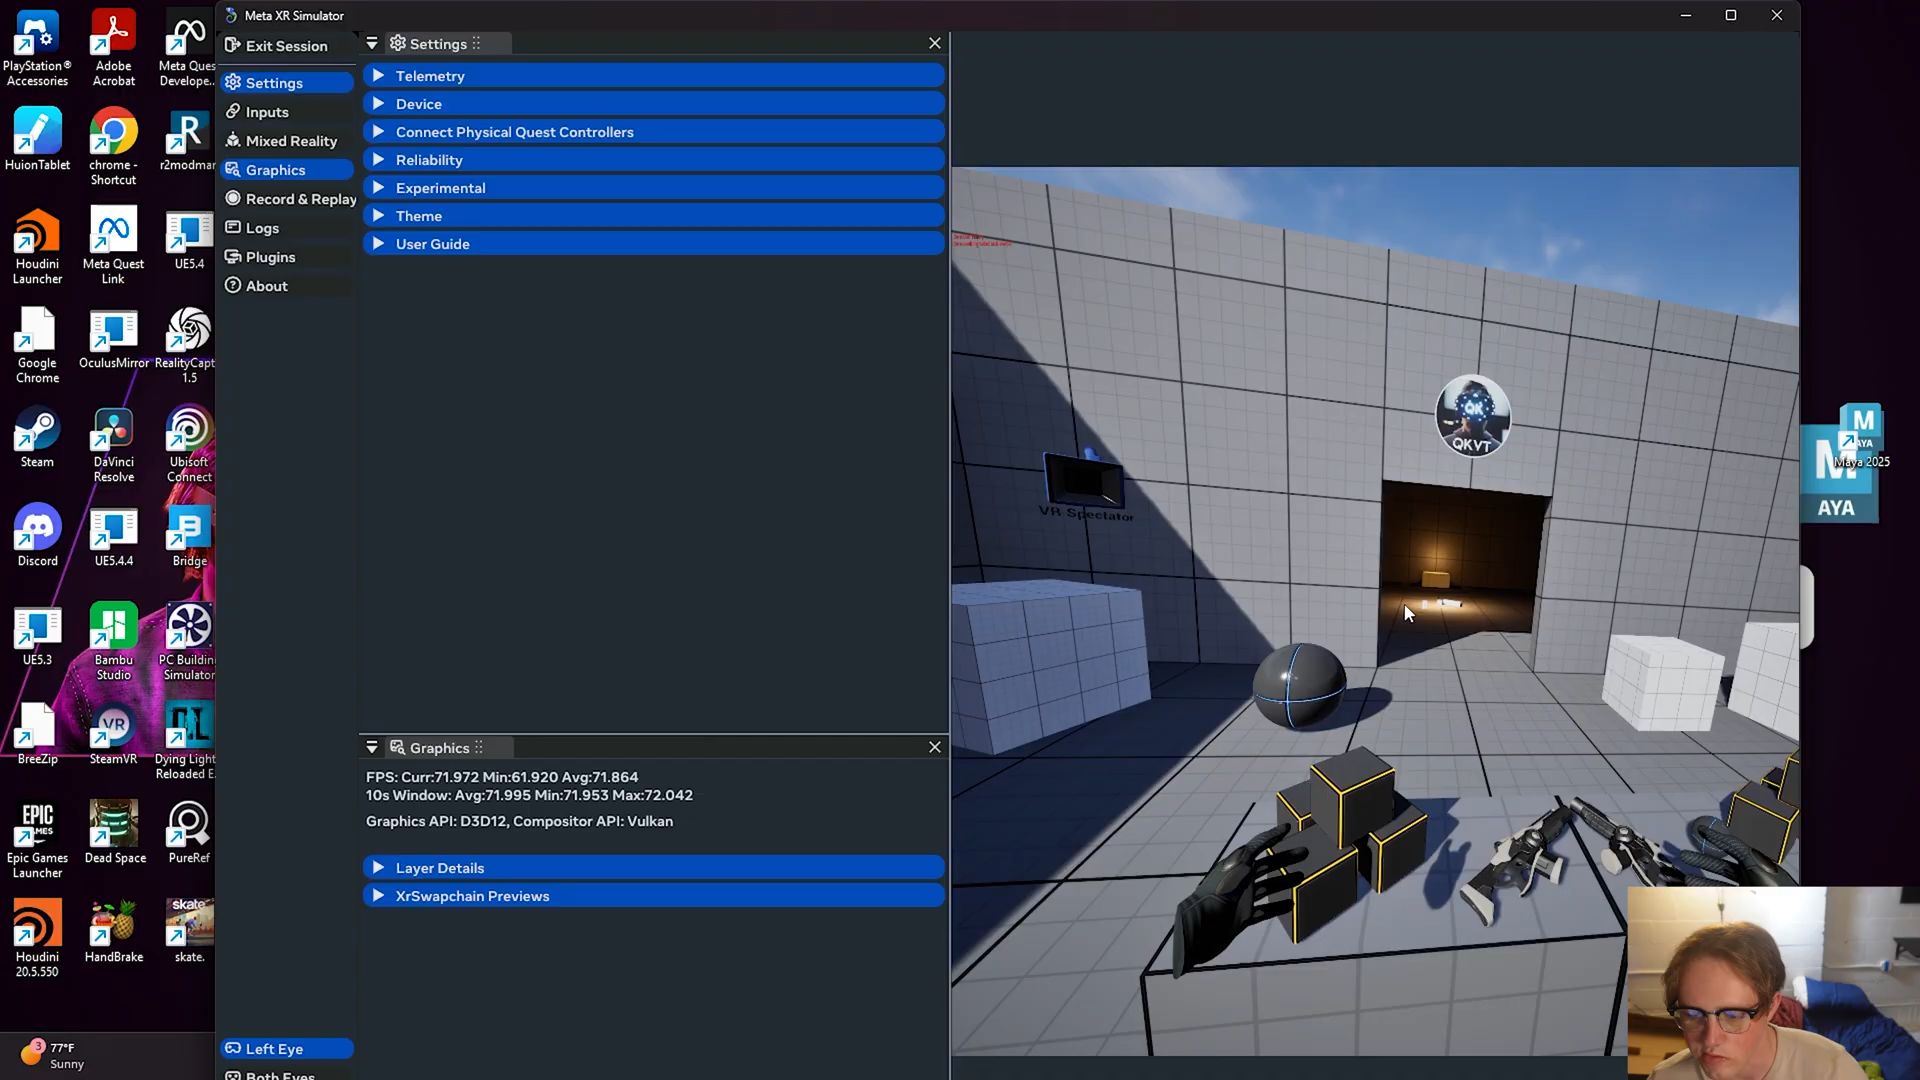 PlayStation®
Accessories
Adobe
Acrobat
Meta Ques
Develope...
HuionTablet
chrome -
Shortcut
r2modmar
Houdini
Launcher
Meta Quest
Link
UE5.4
Google
Chrome
OculusMirror
RealityCapt
1.5
Steam
DaVinci
Resolve
Ubisoft
Connect
Discord
UE5.4.4
Bridge
UE5.3
Bambu
Studio
PC Building
Simulator
BreeZip
SteamVR
Dying Light
Reloaded E...
Epic Games
Launcher
Dead Space
PureRef
Houdini
20.5.550
HandBrake
skate.
3
77°F
Sunny
Meta XR Simulator
Exit Session
Settings
Inputs
Mixed Reality
Graphics
Record & Replay
Logs
Plugins
About
Left Eye
Both Eyes
Settings
Telemetry
Device
Connect Physical Quest Controllers
Reliability
Experimental
Theme
User Guide
Graphics
FPS: Curr:71.972 Min:61.920 Avg:71.864
10s Window: Avg:71.995 Min:71.953 Max:72.042
Graphics API: D3D12, Compositor API: Vulkan
Layer Details
XrSwapchain Previews
QK
QKVT
VR Spectator
M
AYA
Maya 2025
M
AYA